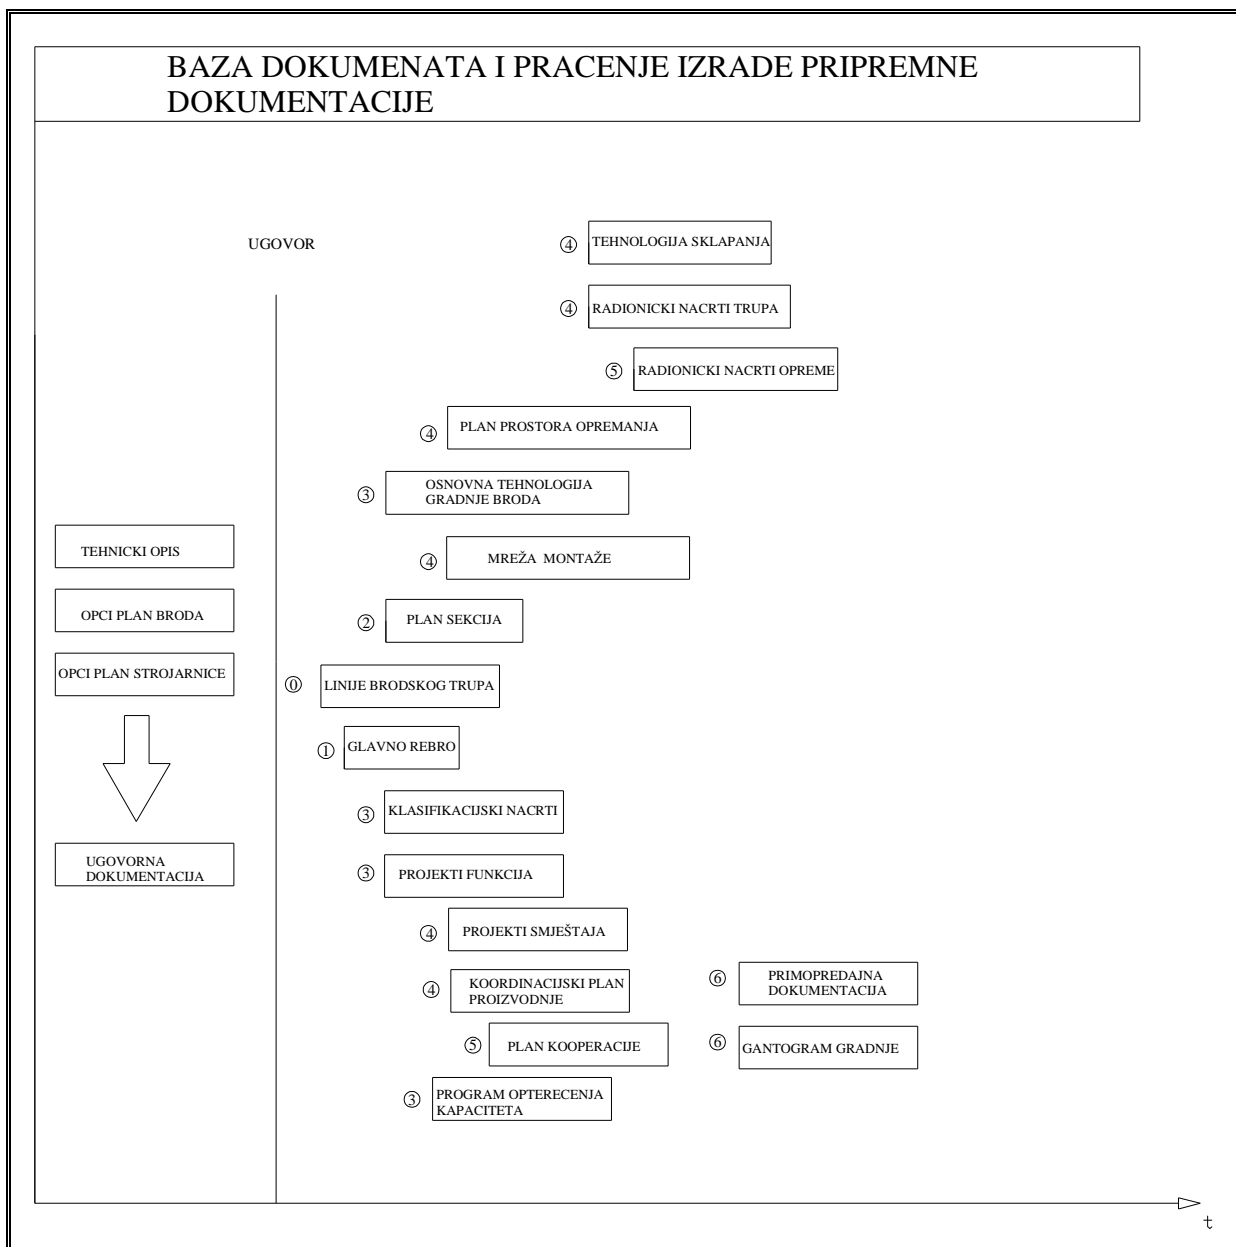 BAZA DOKUMENATA I PRACENJE IZRADE PRIPREMNE
DOKUMENTACIJE
UGOVOR
4 TEHNOLOGIJA SKLAPANJA
4 RADIONICKI NACRTI TRUPA
5 RADIONICKI NACRTI OPREME
4 PLAN PROSTORA OPREMANJA
3 OSNOVNA TEHNOLOGIJA
GRADNJE BRODA
TEHNICKI OPIS
4 MREŽA MONTAŽE
OPCI PLAN BRODA
2 PLAN SEKCIJA
OPCI PLAN STROJARNICE
0 LINIJE BRODSKOG TRUPA
1 GLAVNO REBRO
3 KLASIFIKACIJSKI NACRTI
UGOVORNA
DOKUMENTACIJA
3 PROJEKTI FUNKCIJA
4 PROJEKTI SMJEŠTAJA
4 KOORDINACIJSKI PLAN
PROIZVODNJE
6 PRIMOPREDAJNA
DOKUMENTACIJA
5 PLAN KOOPERACIJE
6 GANTOGRAM GRADNJE
3 PROGRAM OPTERECENJA
KAPACITETA
t